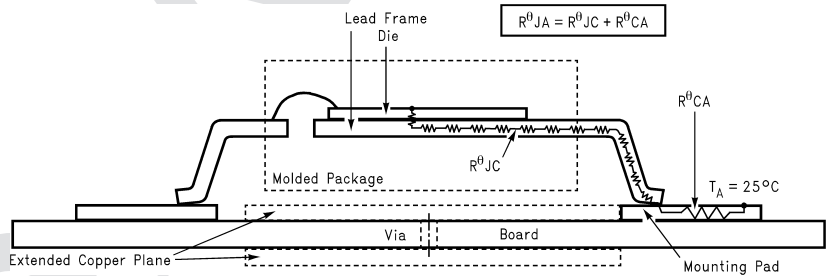 Lead Frame
Die
RθJA = RθJC + RθCA
RθCA
RθJC
Molded Package
TA = 25°C
Via
Board
Extended Copper Plane
Mounting Pad